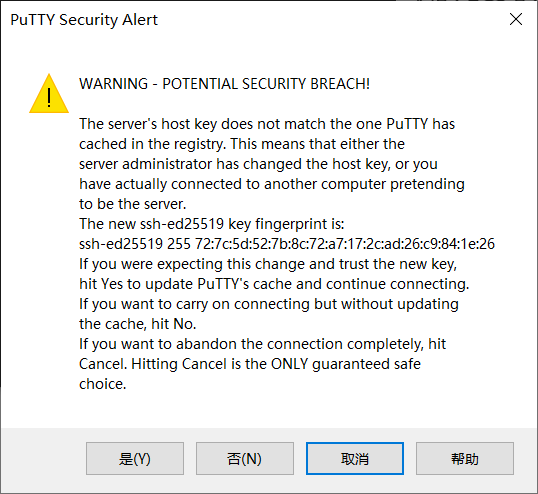 PuTTY Security Alert
WARNING - POTENTIAL SECURITY BREACH!
The server's host key does not match the one PuTTY has
cached in the registry. This means that either the
server administrator has changed the host key, or you
have actually connected to another computer pretending
to be the server.
The new ssh-ed25519 key fingerprint is:
ssh-ed25519 255 72:7c:5d:52:7b:8c:72:a7:17:2c:ad:26:c9:84:1e:26
If you were expecting this change and trust the new key,
hit Yes to update PuTTY's cache and continue connecting.
If you want to carry on connecting but without updating
the cache, hit No.
If you want to abandon the connection completely, hit
Cancel. Hitting Cancel is the ONLY guaranteed safe
choice.
是(Y) 否(N) 取消 帮助